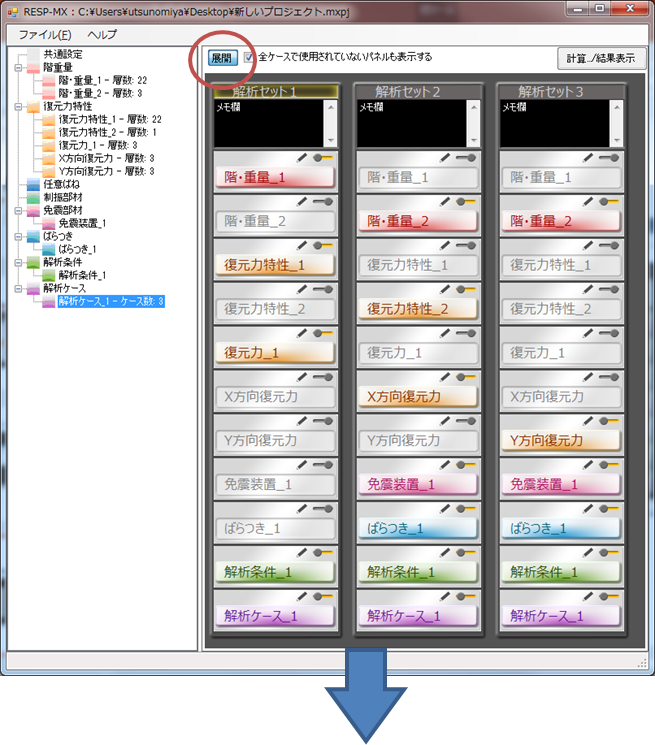 RESP-MX : C:¥Users¥utsunomiya¥Desktop¥新しいプロジェクト.mxpj
ファイル(F) ヘルプ
共通設定
階重量
階・重量_1 - 層数: 22
階・重量_2 - 層数: 3
復元力特性
復元力特性_1 - 層数: 22
復元力特性_2 - 層数: 1
復元力_1 - 層数: 3
X方向復元力 - 層数: 3
Y方向復元力 - 層数: 3
任意ばね
制振部材
免震部材
免震装置_1
ばらつき
ばらつき_1
解析条件
解析条件_1
解析ケース
解析ケース_1 - ケース数: 3
展開 全ケースで使用されていないパネルも表示する 計算../結果表示
解析セット1 解析セット2 解析セット3
メモ欄 メモ欄 メモ欄
階・重量_1 階・重量_1 階・重量_1
階・重量_2 階・重量_2 階・重量_2
復元力特性_1 復元力特性_1 復元力特性_1
復元力特性_2 復元力特性_2 復元力特性_2
復元力_1 復元力_1 復元力_1
X方向復元力 X方向復元力 X方向復元力
Y方向復元力 Y方向復元力 Y方向復元力
免震装置_1 免震装置_1 免震装置_1
ばらつき_1 ばらつき_1 ばらつき_1
解析条件_1 解析条件_1 解析条件_1
解析ケース_1 解析ケース_1 解析ケース_1